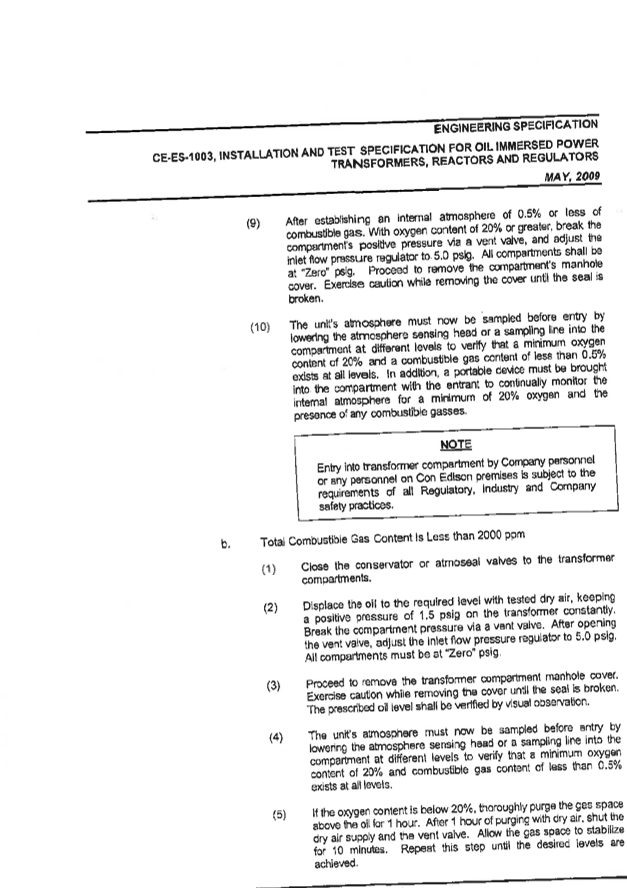 ENGINEERING SPECIFICATION
CE-ES-1003, INSTALLATION AND TEST SPECIFICATION FOR OIL IMMERSED POWER
TRANSFORMERS, REACTORS AND REGULATORS
MAY, 2009
(9) After establishing an internal atmosphere of 0.5% or less of
combustible gas. With oxygen content of 20% or greater, break the
compartment's positive pressure via a vent valve, and adjust the
inlet flow pressure regulator to 5.0 psig. All compartments shall be
at "Zero" psig. Proceed to remove the compartment's manhole
cover. Exercise caution while removing the cover until the seal is
broken.
(10) The unit's atmosphere must now be sampled before entry by
lowering the atmosphere sensing head or a sampling line into the
compartment at different levels to verify that a minimum oxygen
content of 20% and a combustible gas content of less than 0.5%
exists at all levels. In addition, a portable device must be brought
into the compartment with the entrant to continually monitor the
internal atmosphere for a minimum of 20% oxygen and the
presence of any combustible gasses.
NOTE
Entry into transformer compartment by Company personnel
or any personnel on Con Edison premises is subject to the
requirements of all Regulatory, Industry and Company
safety practices.
b. Total Combustible Gas Content Is Less than 2000 ppm
(1) Close the conservator or atmoseal valves to the transformer
compartments.
(2) Displace the oil to the required level with tested dry air, keeping
a positive pressure of 1.5 psig on the transformer constantly.
Break the compartment pressure via a vent valve. After opening
the vent valve, adjust the inlet flow pressure regulator to 5.0 psig.
All compartments must be at "Zero" psig.
(3) Proceed to remove the transformer compartment manhole cover.
Exercise caution while removing the cover until the seal is broken.
The prescribed oil level shall be verified by visual observation.
(4) The unit's atmosphere must now be sampled before entry by
lowering the atmosphere sensing head or a sampling line into the
compartment at different levels to verify that a minimum oxygen
content of 20% and combustible gas content of less than 0.5%
exists at all levels.
(5) If the oxygen content is below 20%, thoroughly purge the gas space
above the oil for 1 hour. After 1 hour of purging with dry air, shut the
dry air supply and the vent valve. Allow the gas space to stabilize
for 10 minutes. Repeat this step until the desired levels are
achieved.